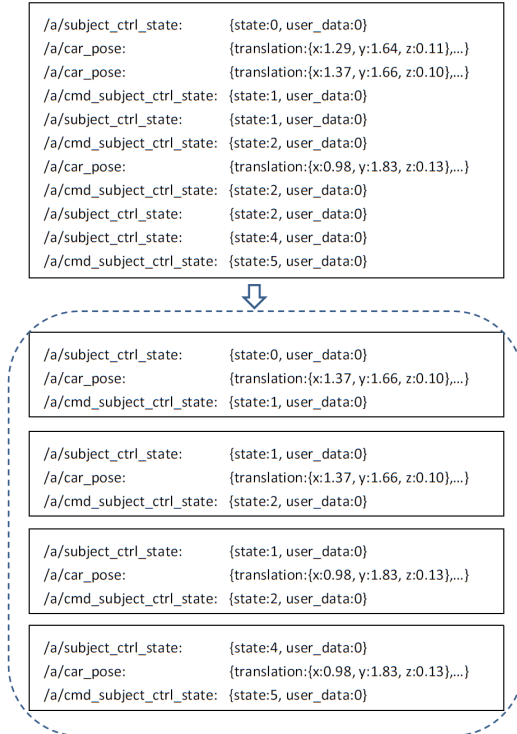 /a/subject_ctrl_state: {state:0, user_data:0}
/a/car_pose: {translation:{x:1.29, y:1.64, z:0.11},...}
/a/car_pose: {translation:{x:1.37, y:1.66, z:0.10},...}
/a/cmd_subject_ctrl_state: {state:1, user_data:0}
/a/subject_ctrl_state: {state:1, user_data:0}
/a/cmd_subject_ctrl_state: {state:2, user_data:0}
/a/car_pose: {translation:{x:0.98, y:1.83, z:0.13},...}
/a/cmd_subject_ctrl_state: {state:2, user_data:0}
/a/subject_ctrl_state: {state:2, user_data:0}
/a/subject_ctrl_state: {state:4, user_data:0}
/a/cmd_subject_ctrl_state: {state:5, user_data:0}
/a/subject_ctrl_state: {state:0, user_data:0}
/a/car_pose: {translation:{x:1.37, y:1.66, z:0.10},...}
/a/cmd_subject_ctrl_state: {state:1, user_data:0}
/a/subject_ctrl_state: {state:1, user_data:0}
/a/car_pose: {translation:{x:1.37, y:1.66, z:0.10},...}
/a/cmd_subject_ctrl_state: {state:2, user_data:0}
/a/subject_ctrl_state: {state:1, user_data:0}
/a/car_pose: {translation:{x:0.98, y:1.83, z:0.13},...}
/a/cmd_subject_ctrl_state: {state:2, user_data:0}
/a/subject_ctrl_state: {state:4, user_data:0}
/a/car_pose: {translation:{x:0.98, y:1.83, z:0.13},...}
/a/cmd_subject_ctrl_state: {state:5, user_data:0}